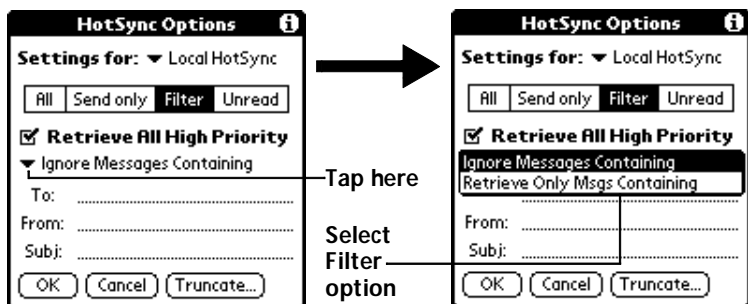 HotSync Options i
Settings for: Local HotSync
All Send only Filter Unread
Retrieve All High Priority
Ignore Messages Containing
To:
From:
Subj:
OK Cancel Truncate...
Tap here
Select
Filter
option
HotSync Options i
Settings for: Local HotSync
All Send only Filter Unread
Retrieve All High Priority
Ignore Messages Containing
Retrieve Only Msgs Containing
From:
Subj:
OK Cancel Truncate...